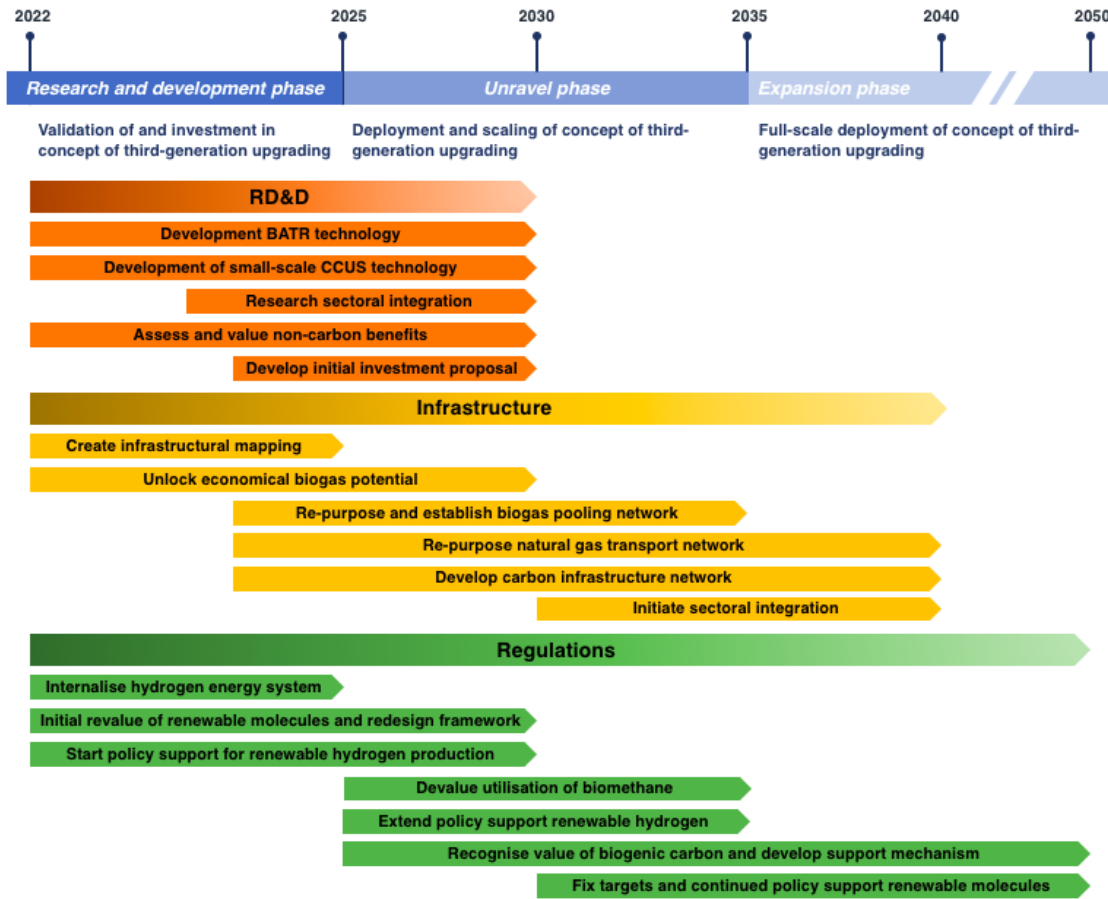 2022 2025 2030 2035 2040 2050
Research and development phase Unravel phase Expansion phase
Validation of and investment in
concept of third-generation upgrading
Deployment and scaling of concept of third-
generation upgrading
Full-scale deployment of concept of third-
generation upgrading
RD&D
Development BATR technology
Development of small-scale CCUS technology
Research sectoral integration
Assess and value non-carbon benefits
Develop initial investment proposal
Infrastructure
Create infrastructural mapping
Unlock economical biogas potential
Re-purpose and establish biogas pooling network
Re-purpose natural gas transport network
Develop carbon infrastructure network
Initiate sectoral integration
Regulations
Internalise hydrogen energy system
Initial revalue of renewable molecules and redesign framework
Start policy support for renewable hydrogen production
Devalue utilisation of biomethane
Extend policy support renewable hydrogen
Recognise value of biogenic carbon and develop support mechanism
Fix targets and continued policy support renewable molecules